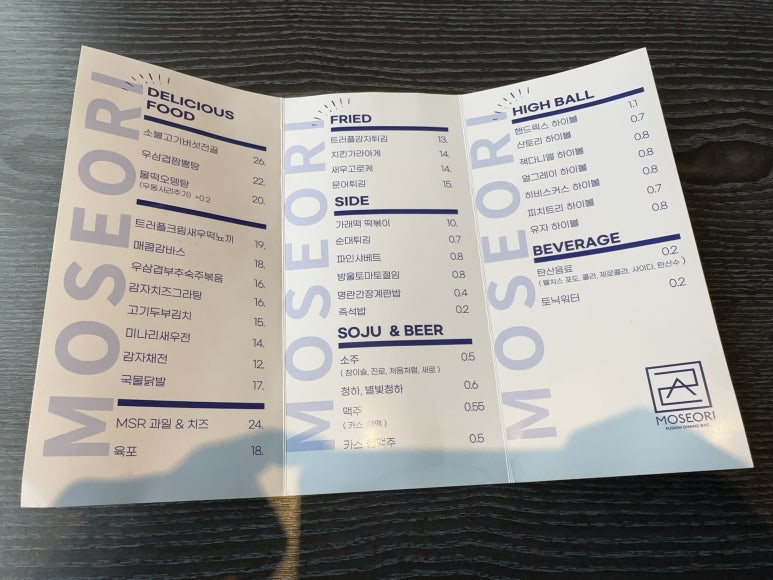 MOSEORI
DELICIOUS
FOOD
소불고기버섯전골 26.
우삼겹짬뽕탕 22.
물떡오뎅탕 20.
(우동사리추가) +0.2
트러플크림새우떡뇨끼 19.
매콤감바스 18.
우삼겹부추숙주볶음 16.
감자치즈그라탕 16.
고기두부김치 15.
미나리새우전 14.
감자채전 12.
국물닭발 17.
MSR 과일 & 치즈 24.
육포 18.
MOSEORI
FRIED
트러플감자튀김 13.
치킨가라아게 14.
새우고로케 14.
문어튀김 15.
SIDE
가래떡 떡볶이 10.
순대튀김 0.7
파인샤베트 0.8
방울토마토절임 0.8
명란간장계란밥 0.4
즉석밥 0.2
SOJU & BEER
소주 0.5
( 참이슬, 진로, 처음처럼, 새로 )
청하, 별빛청하 0.6
맥주 0.55
( 카스
카스 맥주 0.5
MOSEORI
HIGH BALL
핸드릭스 하이볼 1.1
산토리 하이볼 0.7
잭다니엘 하이볼 0.8
얼그레이 하이볼 0.8
히비스커스 하이볼 0.8
피치트리 하이볼 0.7
유자 하이볼 0.8
BEVERAGE
탄산음료 0.2
( 웰치스 포도, 콜라, 제로콜라, 사이다, 탄산수 )
토닉워터 0.2
MOSEORI
FUSION DINING BAR